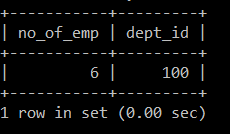 +-----------+---------+
| no_of_emp | dept_id |
+-----------+---------+
|         6 |     100 |
+-----------+---------+
1 row in set (0.00 sec)